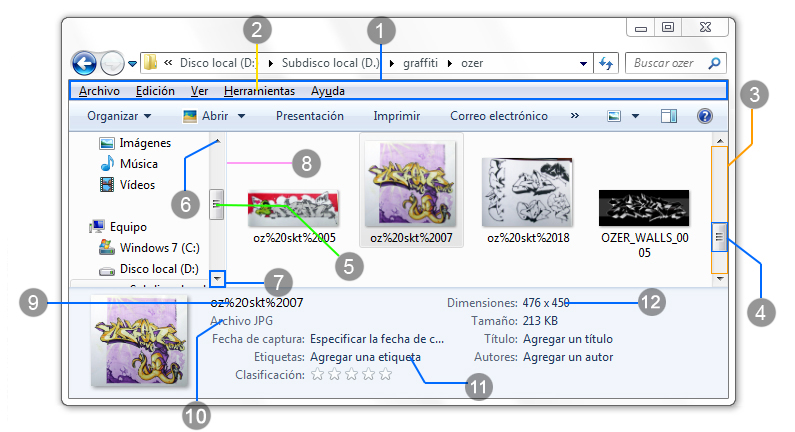 2
1
« Disco local (D:) ▸ Subdisco local (D.) ▸ graffiti ▸ ozer
Buscar ozer
Archivo Edición Ver Herramientas Ayuda
3
Organizar Abrir Presentación Imprimir Correo electrónico »
Imágenes
Música
Vídeos
8
6
Equipo
Windows 7 (C:)
Disco local (D:)
oz%20skt%2005
oz%20skt%2007
oz%20skt%2018
OZER_WALLS_00
05
5
7
4
9
oz%20skt%2007
Archivo JPG
Fecha de captura: Especificar la fecha de c...
Etiquetas: Agregar una etiqueta
Clasificación:
Dimensiones: 476 x 450
Tamaño: 213 KB
Título: Agregar un título
Autores: Agregar un autor
12
11
10